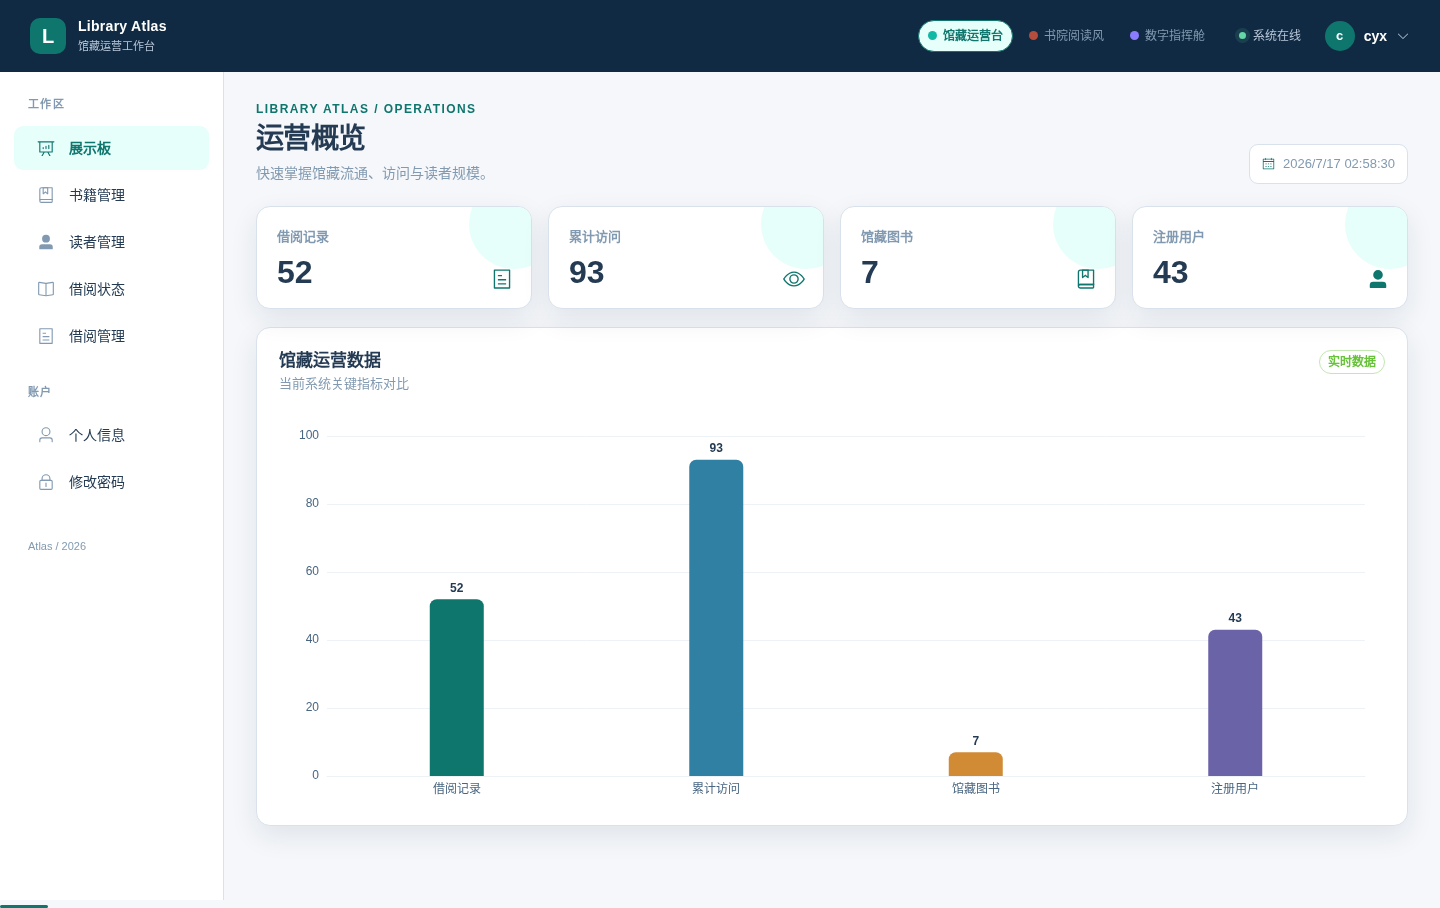 L
Library Atlas
馆藏运营工作台
馆藏运营台
书院阅读风
数字指挥舱
系统在线
c
cyx
工作区
展示板
书籍管理
读者管理
借阅状态
借阅管理
账户
个人信息
修改密码
Atlas / 2026
LIBRARY ATLAS / OPERATIONS
运营概览
快速掌握馆藏流通、访问与读者规模。
2026/7/17 02:58:30
借阅记录
52
累计访问
93
馆藏图书
7
注册用户
43
馆藏运营数据
当前系统关键指标对比
实时数据
100
80
60
40
20
0
52
93
7
43
借阅记录
累计访问
馆藏图书
注册用户